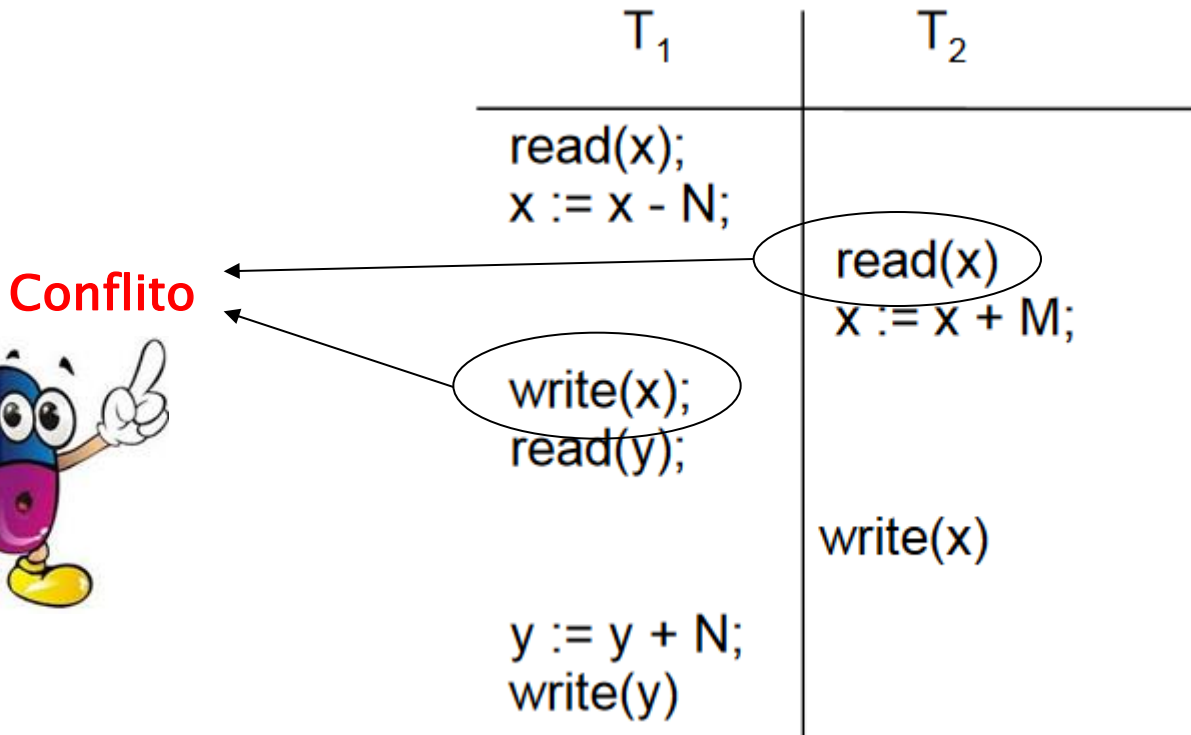 T₁ T₂
read(x);
x := x - N;
read(x)
Conflito
x := x + M;
write(x);
read(y);
write(x)
y := y + N;
write(y)